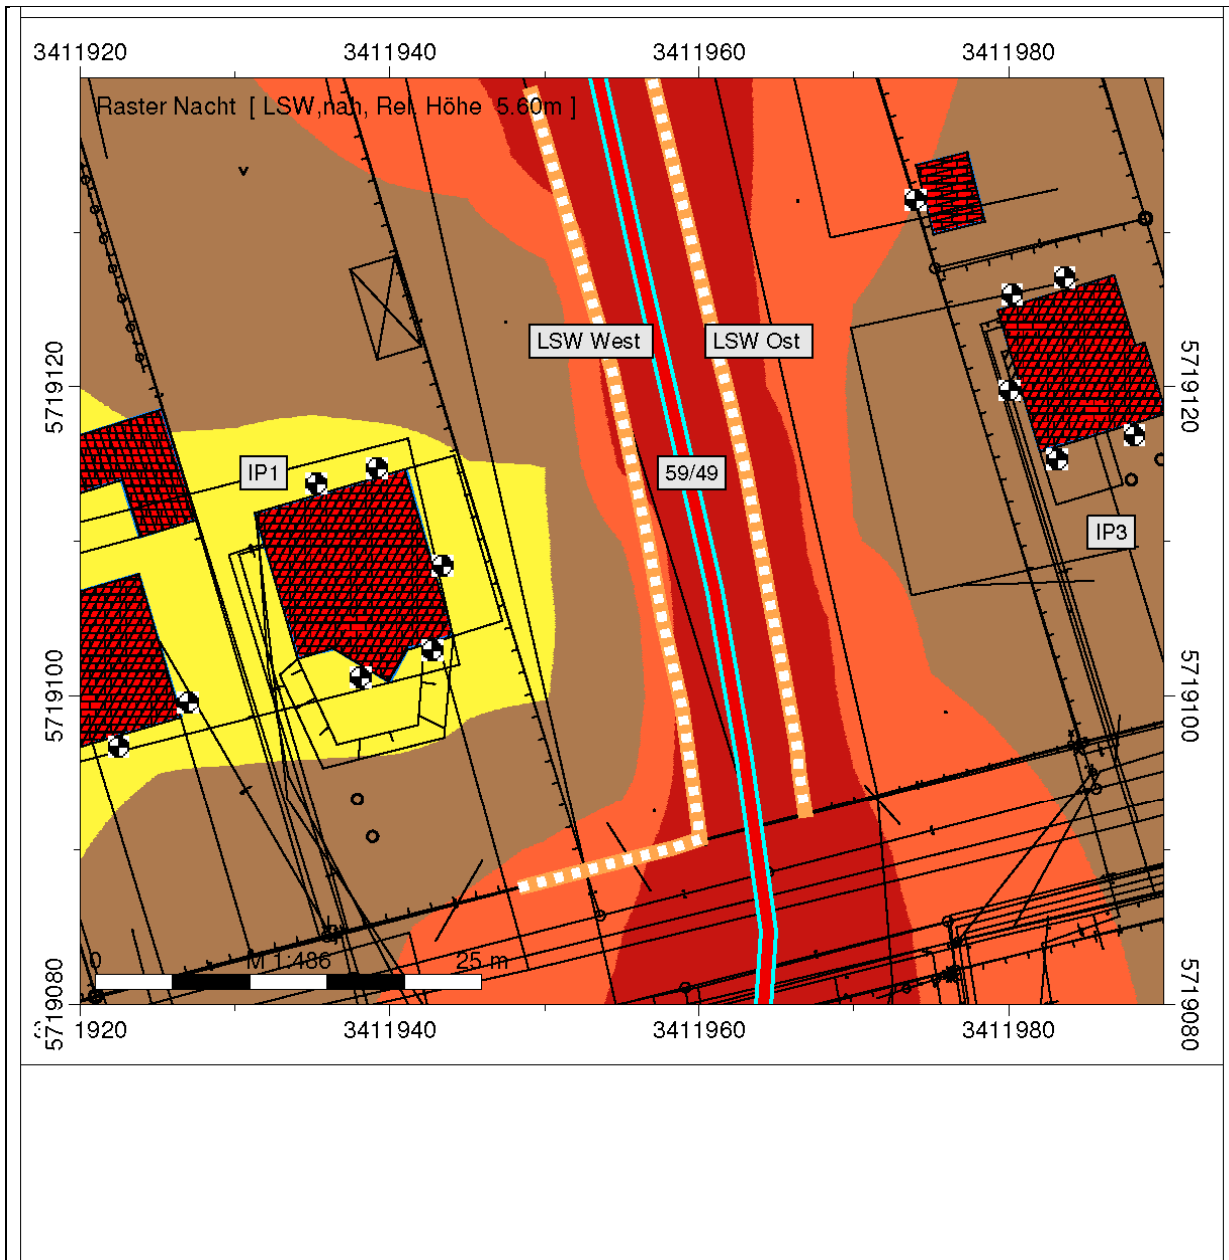 3411920 3411940 3411960 3411980
Raster Nacht [ LSW,nah, Rel. Höhe 5.60m ]
LSW West
LSW Ost
5719120
5719120
IP1
59/49
IP3
5719100
5719100
0 M 1:486 25 m
5719080
5719080
3411920 3411940 3411960 3411980